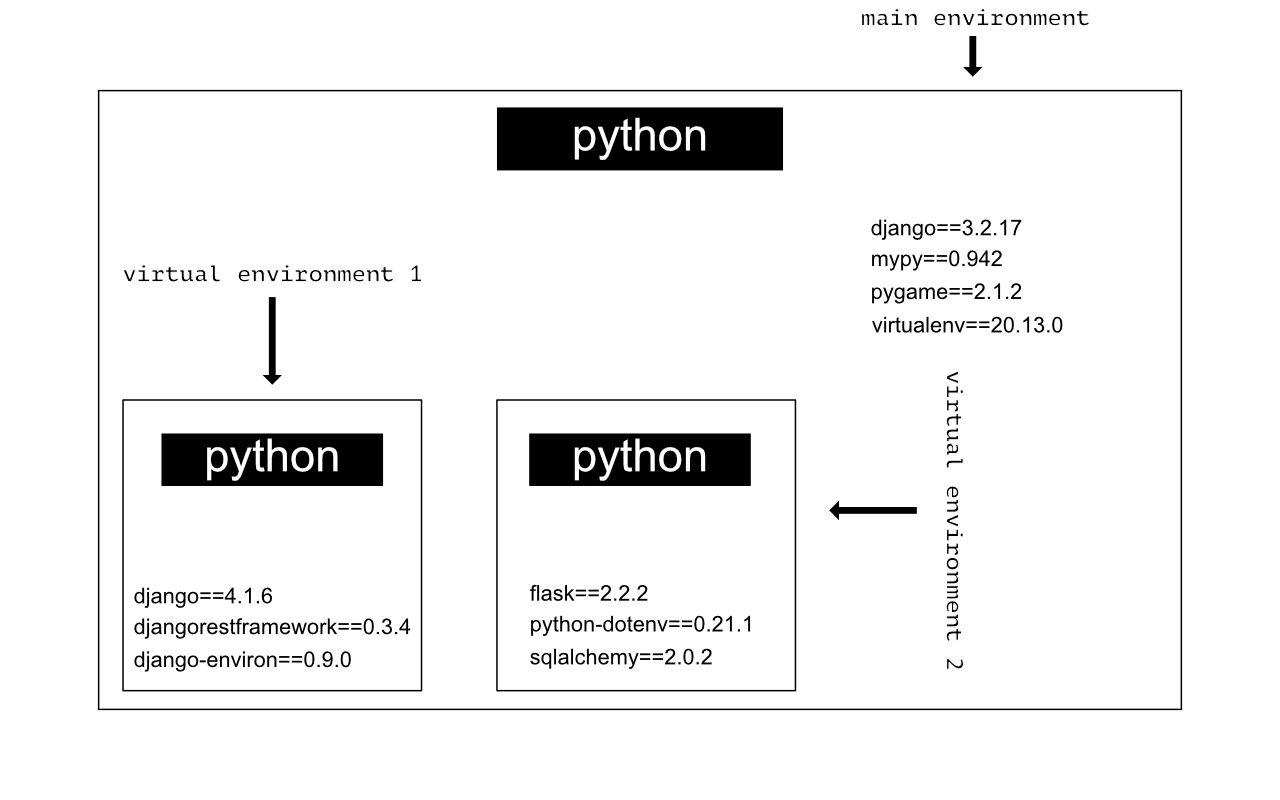 main environment
python
django==3.2.17
mypy==0.942
pygame==2.1.2
virtualenv==20.13.0
virtual environment 1
python
django==4.1.6
djangorestframework==0.3.4
django-environ==0.9.0
python
flask==2.2.2
python-dotenv==0.21.1
sqlalchemy==2.0.2
virtual environment 2